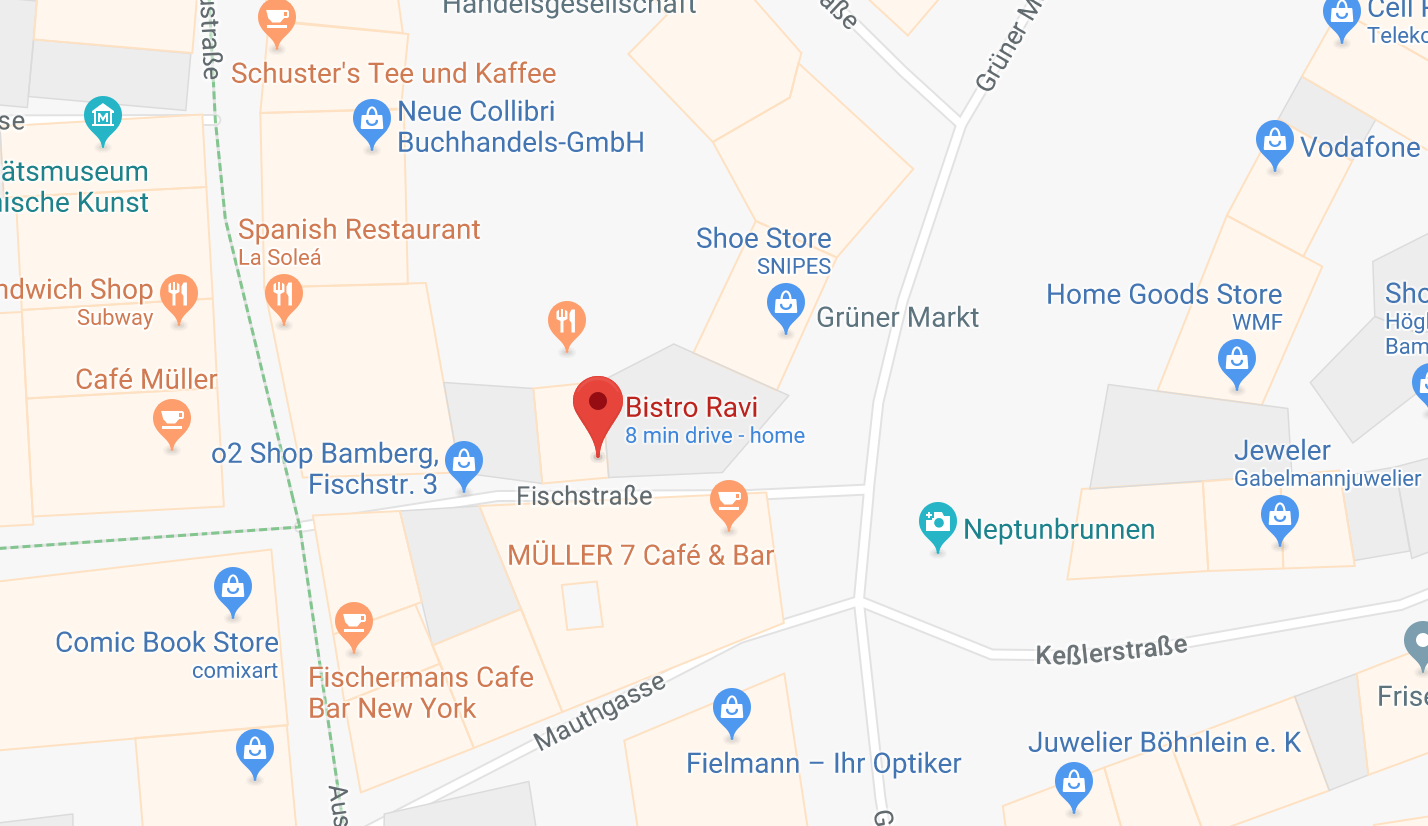 Handelsgesellschaft
Grüner
Schuster's Tee und Kaffee
Neue Collibri
Buchhandels-GmbH
Vodafone
Spanish Restaurant
La Soleá
Shoe Store
SNIPES
Grüner Markt
Home Goods Store
WMF
Subway
Shop
Café Müller
Bistro Ravi
8 min drive - home
o2 Shop Bamberg,
Fischstr. 3
Fischstraße
Jeweler
Gabelmannjuwelier
Neptunbrunnen
MÜLLER 7 Café & Bar
Comic Book Store
comixart
Fischermans Cafe
Bar New York
Keßlerstraße
Mauthgasse
Fielmann – Ihr Optiker
Juwelier Böhnlein e. K